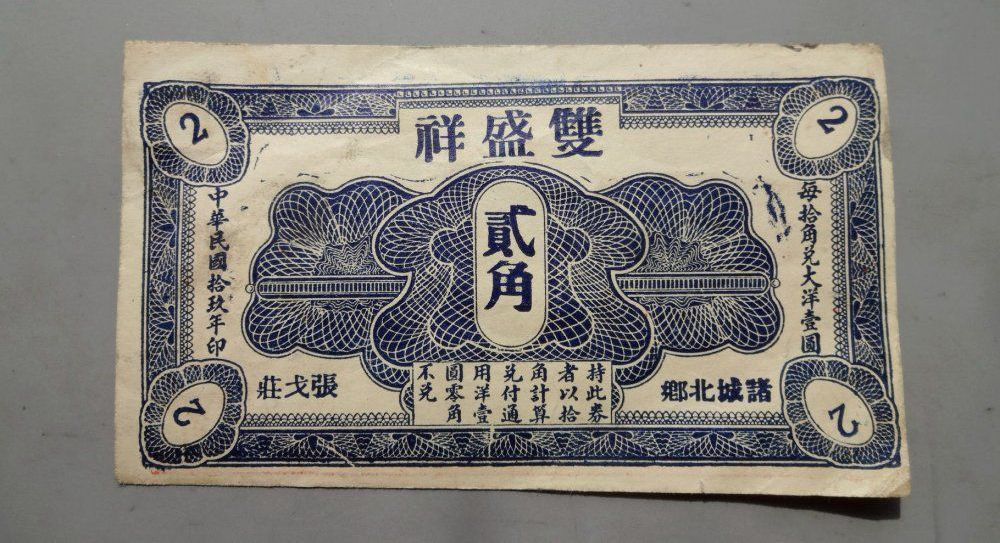 雙盛祥
2
2
每拾角兌大洋壹圓
貳角
中華民國拾玖年印
諸城北鄉
張戈莊
持此券
者以拾
角計算
兌付通
用洋壹
圓零角
不兌
2
2